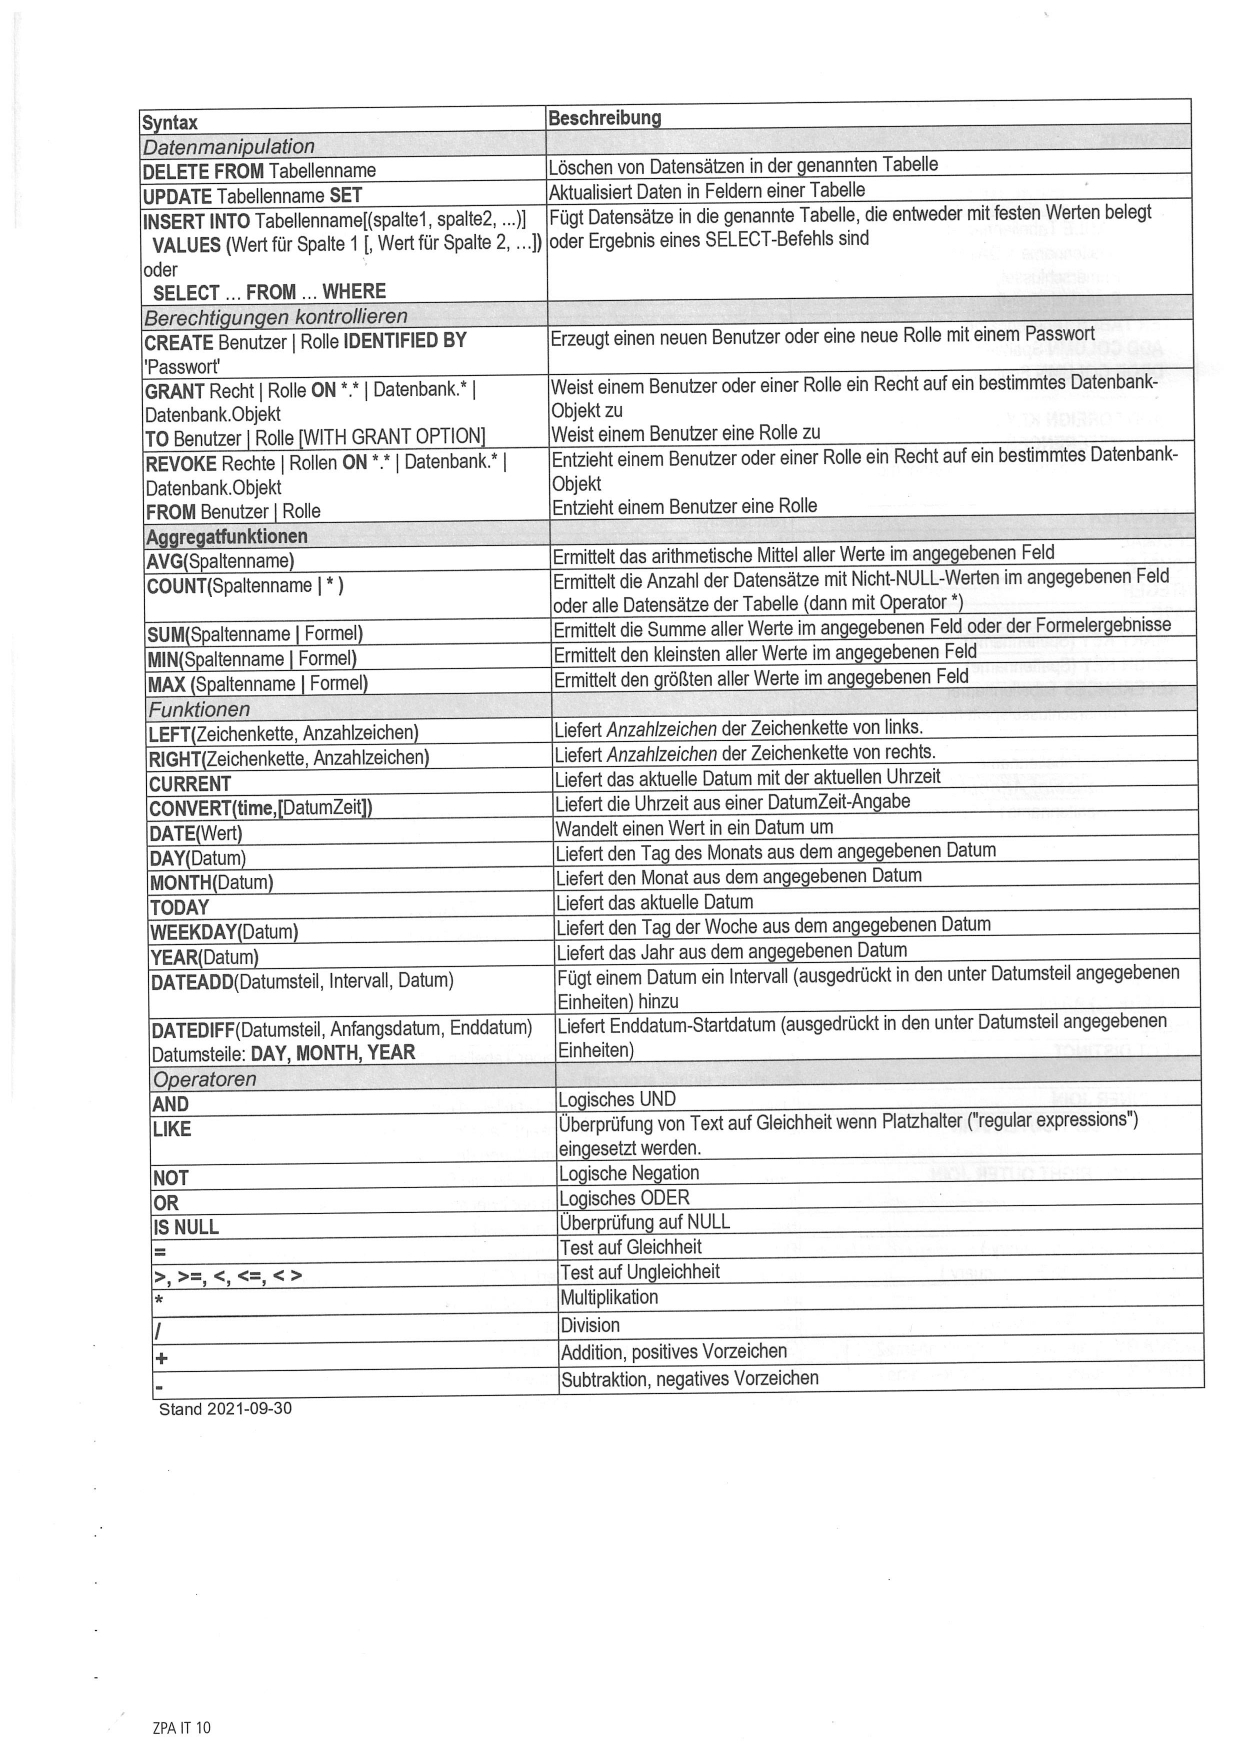 Syntax
Beschreibung
Datenmanipulation
DELETE FROM Tabellenname
Löschen von Datensätzen in der genannten Tabelle
UPDATE Tabellenname SET
Aktualisiert Daten in Feldern einer Tabelle
INSERT INTO Tabellenname[(spalte1, spalte2, ...)]
VALUES (Wert für Spalte 1 [, Wert für Spalte 2, ...])
oder
SELECT ... FROM ... WHERE
Fügt Datensätze in die genannte Tabelle, die entweder mit festen Werten belegt
oder Ergebnis eines SELECT-Befehls sind
Berechtigungen kontrollieren
CREATE Benutzer | Rolle IDENTIFIED BY
'Passwort'
Erzeugt einen neuen Benutzer oder eine neue Rolle mit einem Passwort
GRANT Recht | Rolle ON *.* | Datenbank.* |
Datenbank.Objekt
TO Benutzer | Rolle [WITH GRANT OPTION]
Weist einem Benutzer oder einer Rolle ein Recht auf ein bestimmtes Datenbank-
Objekt zu
Weist einem Benutzer eine Rolle zu
REVOKE Rechte | Rollen ON *.* | Datenbank.* |
Datenbank.Objekt
FROM Benutzer | Rolle
Entzieht einem Benutzer oder einer Rolle ein Recht auf ein bestimmtes Datenbank-
Objekt
Entzieht einem Benutzer eine Rolle
Aggregatfunktionen
AVG(Spaltenname)
Ermittelt das arithmetische Mittel aller Werte im angegebenen Feld
COUNT(Spaltenname | * )
Ermittelt die Anzahl der Datensätze mit Nicht-NULL-Werten im angegebenen Feld
oder alle Datensätze der Tabelle (dann mit Operator *)
SUM(Spaltenname | Formel)
Ermittelt die Summe aller Werte im angegebenen Feld oder der Formelergebnisse
MIN(Spaltenname | Formel)
Ermittelt den kleinsten aller Werte im angegebenen Feld
MAX (Spaltenname | Formel)
Ermittelt den größten aller Werte im angegebenen Feld
Funktionen
LEFT(Zeichenkette, Anzahlzeichen)
Liefert Anzahlzeichen der Zeichenkette von links.
RIGHT(Zeichenkette, Anzahlzeichen)
Liefert Anzahlzeichen der Zeichenkette von rechts.
CURRENT
Liefert das aktuelle Datum mit der aktuellen Uhrzeit
CONVERT(time,[DatumZeit])
Liefert die Uhrzeit aus einer DatumZeit-Angabe
DATE(Wert)
Wandelt einen Wert in ein Datum um
DAY(Datum)
Liefert den Tag des Monats aus dem angegebenen Datum
MONTH(Datum)
Liefert den Monat aus dem angegebenen Datum
TODAY
Liefert das aktuelle Datum
WEEKDAY(Datum)
Liefert den Tag der Woche aus dem angegebenen Datum
YEAR(Datum)
Liefert das Jahr aus dem angegebenen Datum
DATEADD(Datumsteil, Intervall, Datum)
Fügt einem Datum ein Intervall (ausgedrückt in den unter Datumsteil angegebenen
Einheiten) hinzu
DATEDIFF(Datumsteil, Anfangsdatum, Enddatum)
Datumsteile: DAY, MONTH, YEAR
Liefert Enddatum-Startdatum (ausgedrückt in den unter Datumsteil angegebenen
Einheiten)
Operatoren
AND
Logisches UND
LIKE
Überprüfung von Text auf Gleichheit wenn Platzhalter ("regular expressions")
eingesetzt werden.
NOT
Logische Negation
OR
Logisches ODER
IS NULL
Überprüfung auf NULL
=
Test auf Gleichheit
>, >=, <, <=, < >
Test auf Ungleichheit
*
Multiplikation
/
Division
+
Addition, positives Vorzeichen
-
Subtraktion, negatives Vorzeichen
Stand 2021-09-30
ZPA IT 10